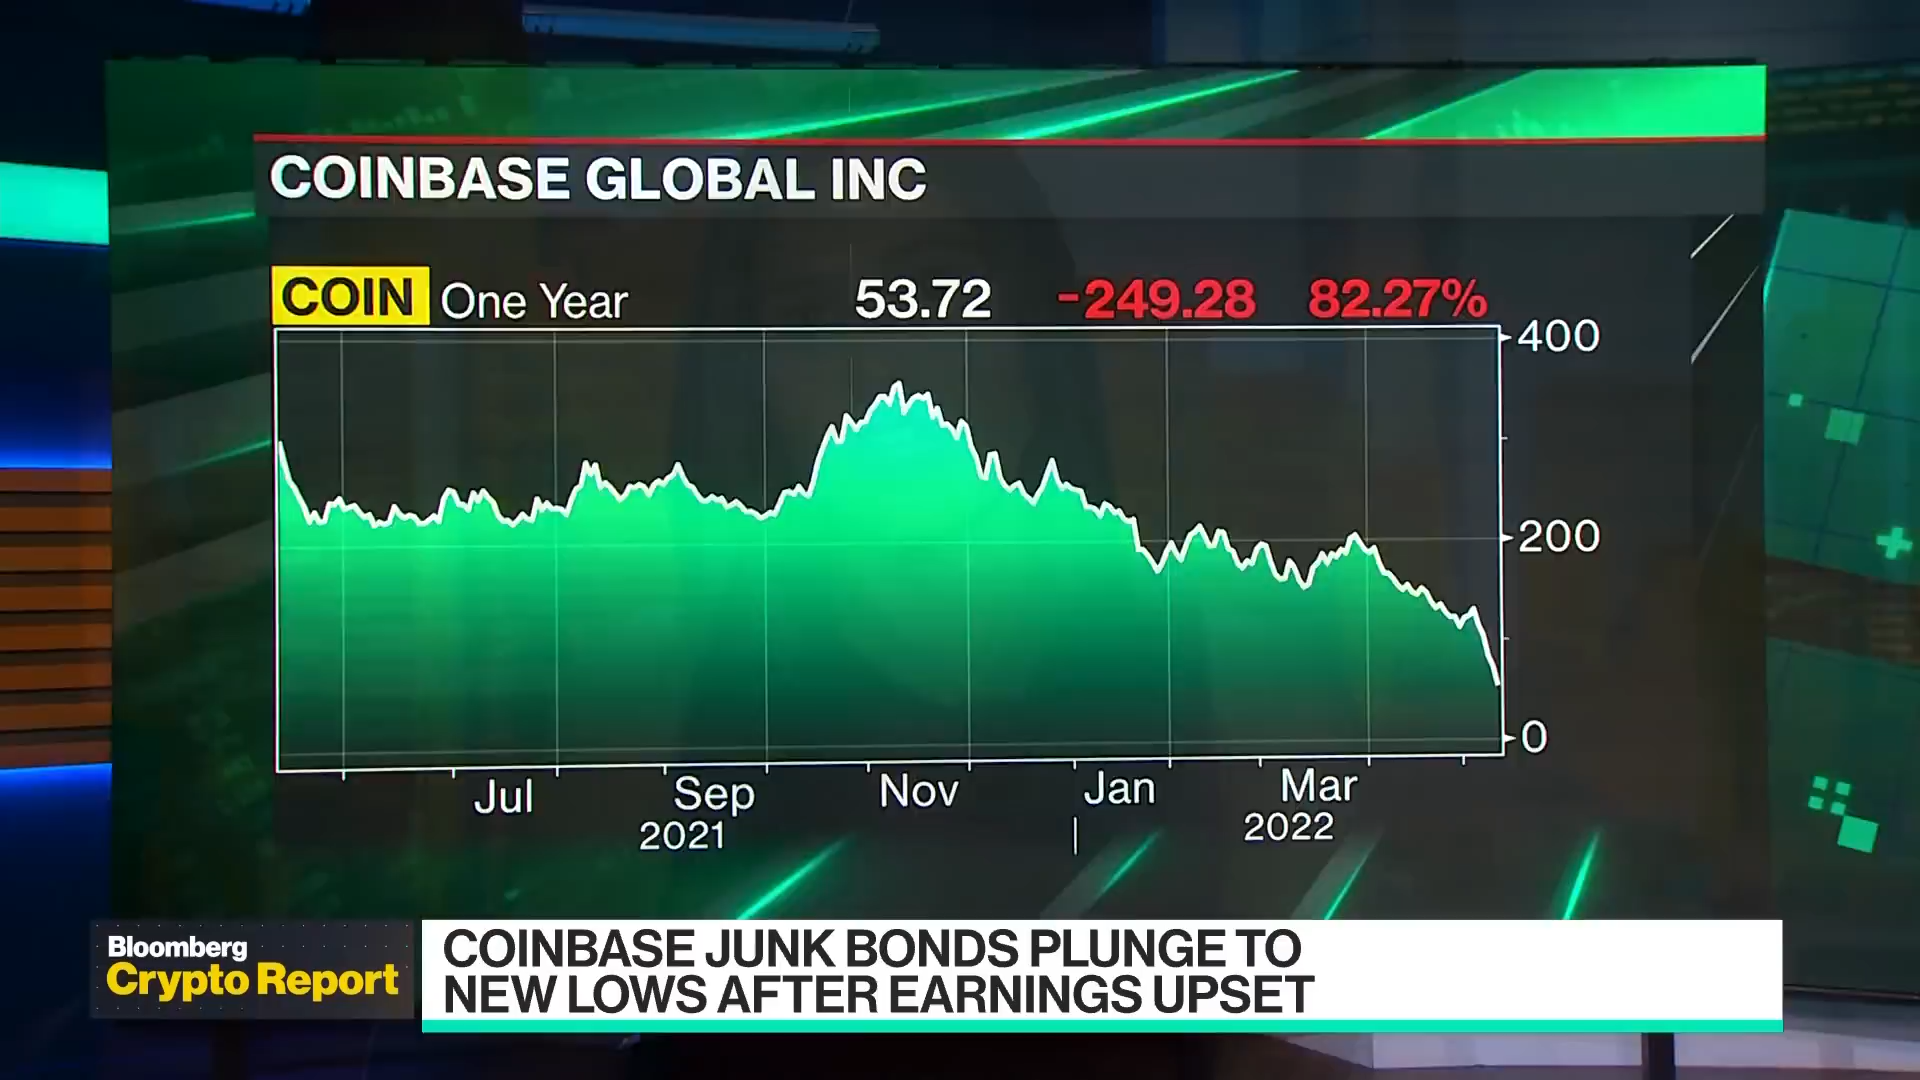 COINBASE GLOBAL INC
COIN One Year 53.72 -249.28 82.27%
400
200
0
Jul Sep Nov Jan Mar
2021 2022
Bloomberg
Crypto Report
COINBASE JUNK BONDS PLUNGE TO
NEW LOWS AFTER EARNINGS UPSET